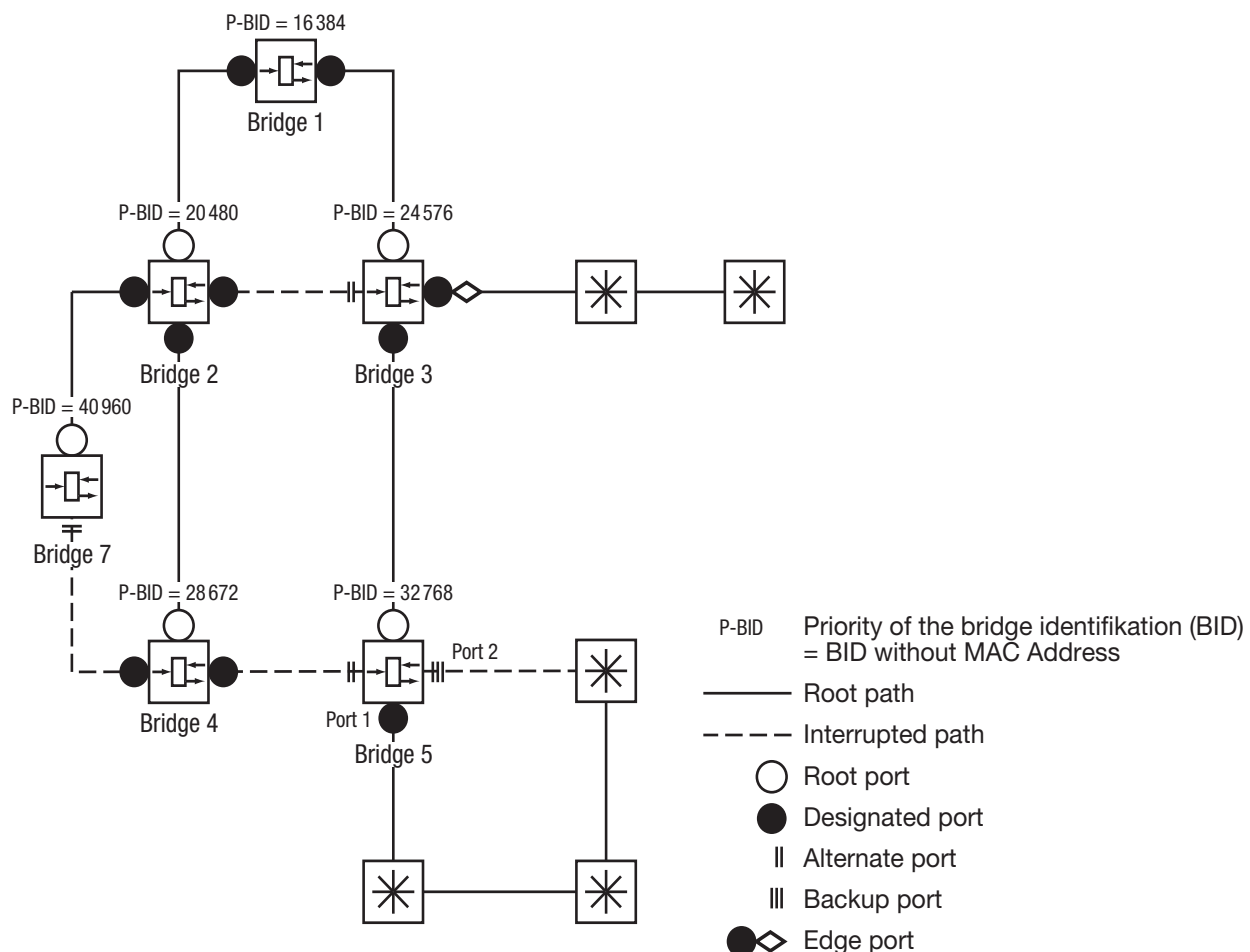 P-BID = 16 384
Bridge 1
P-BID = 20 480
P-BID = 24 576
Bridge 2
Bridge 3
P-BID = 40 960
Bridge 7
P-BID = 28 672
P-BID = 32 768
Port 2
Bridge 4
Port 1
Bridge 5
P-BID Priority of the bridge identifikation (BID)
= BID without MAC Address
Root path
Interrupted path
Root port
Designated port
Alternate port
Backup port
Edge port